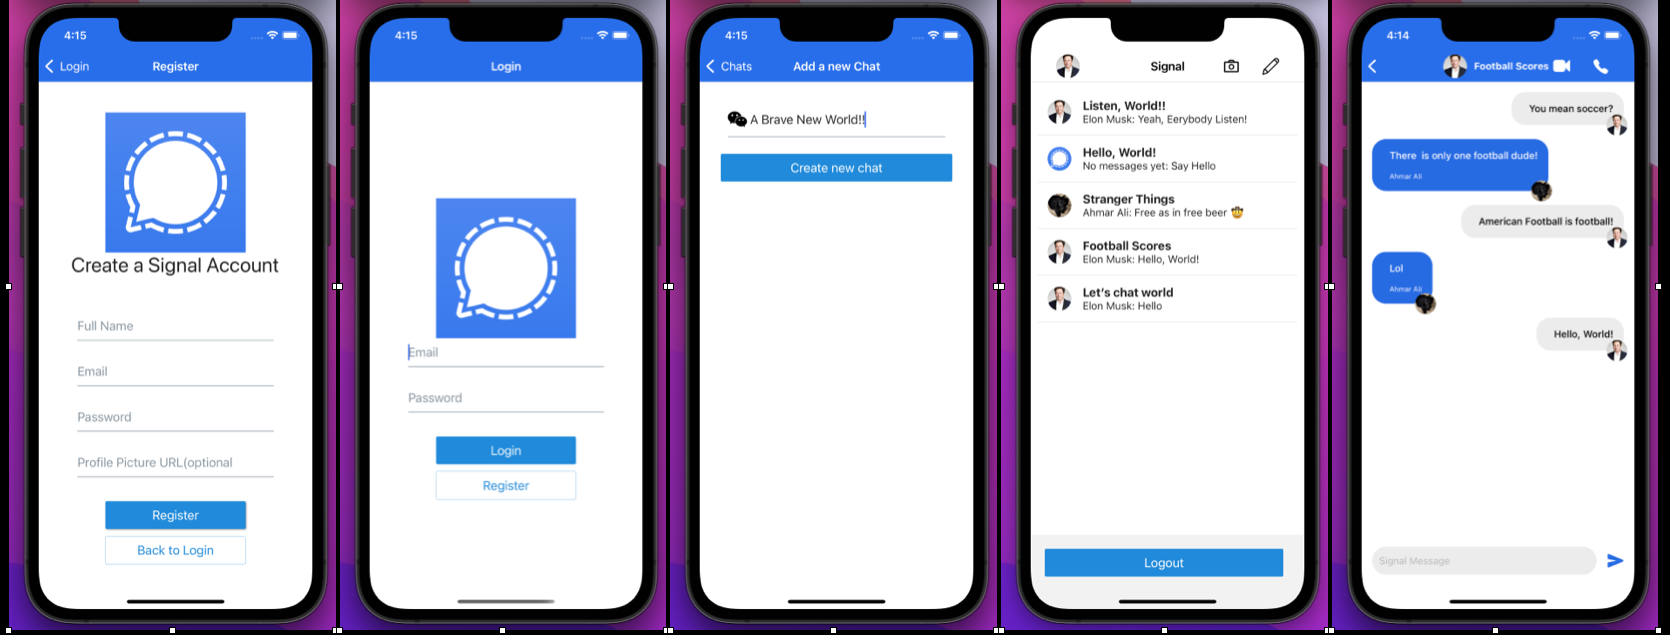 4:15
Login
Register
Create a Signal Account
Full Name
Email
Password
Profile Picture URL(optional
Register
Back to Login
4:15
Login
Email
Password
Login
Register
4:15
Chats
Add a new Chat
A Brave New World!!
Create new chat
Signal
Listen, World!!
Elon Musk: Yeah, Eerybody Listen!
Hello, World!
No messages yet: Say Hello
Stranger Things
Ahmar Ali: Free as in free beer 🤠
Football Scores
Elon Musk: Hello, World!
Let's chat world
Elon Musk: Hello
Logout
4:14
Football Scores
You mean soccer?
There is only one football dude!
Ahmar Ali
American Football is football!
Lol
Ahmar Ali
Hello, World!
Signal Message